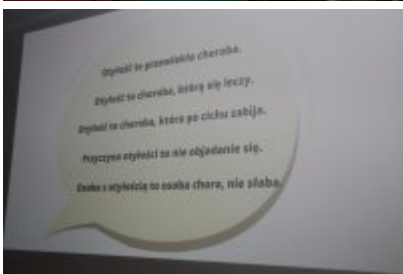 Otyłość to przewlekła choroba.
Otyłość to choroba, którą się leczy.
Otyłość to choroba, która po cichu zabija.
Przyczyna otyłości to nie objadanie się.
Osoba z otyłością to osoba chora, nie słaba.